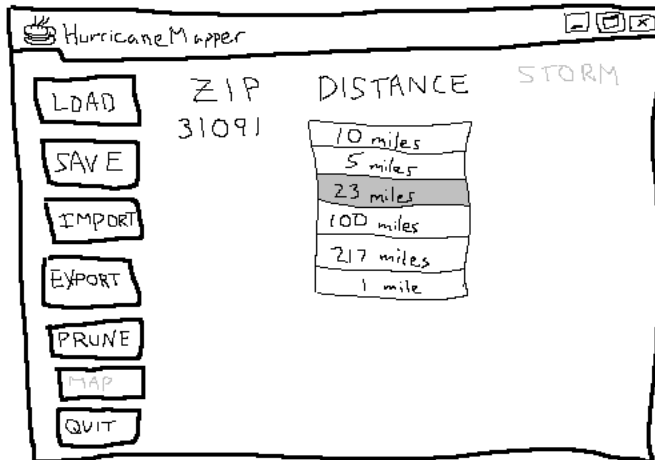 HurricaneMapper
LOAD
SAVE
IMPORT
EXPORT
PRUNE
MAP
QUIT
ZIP
31091
DISTANCE
10 miles
5 miles
23 miles
100 miles
217 miles
1 mile
STORM